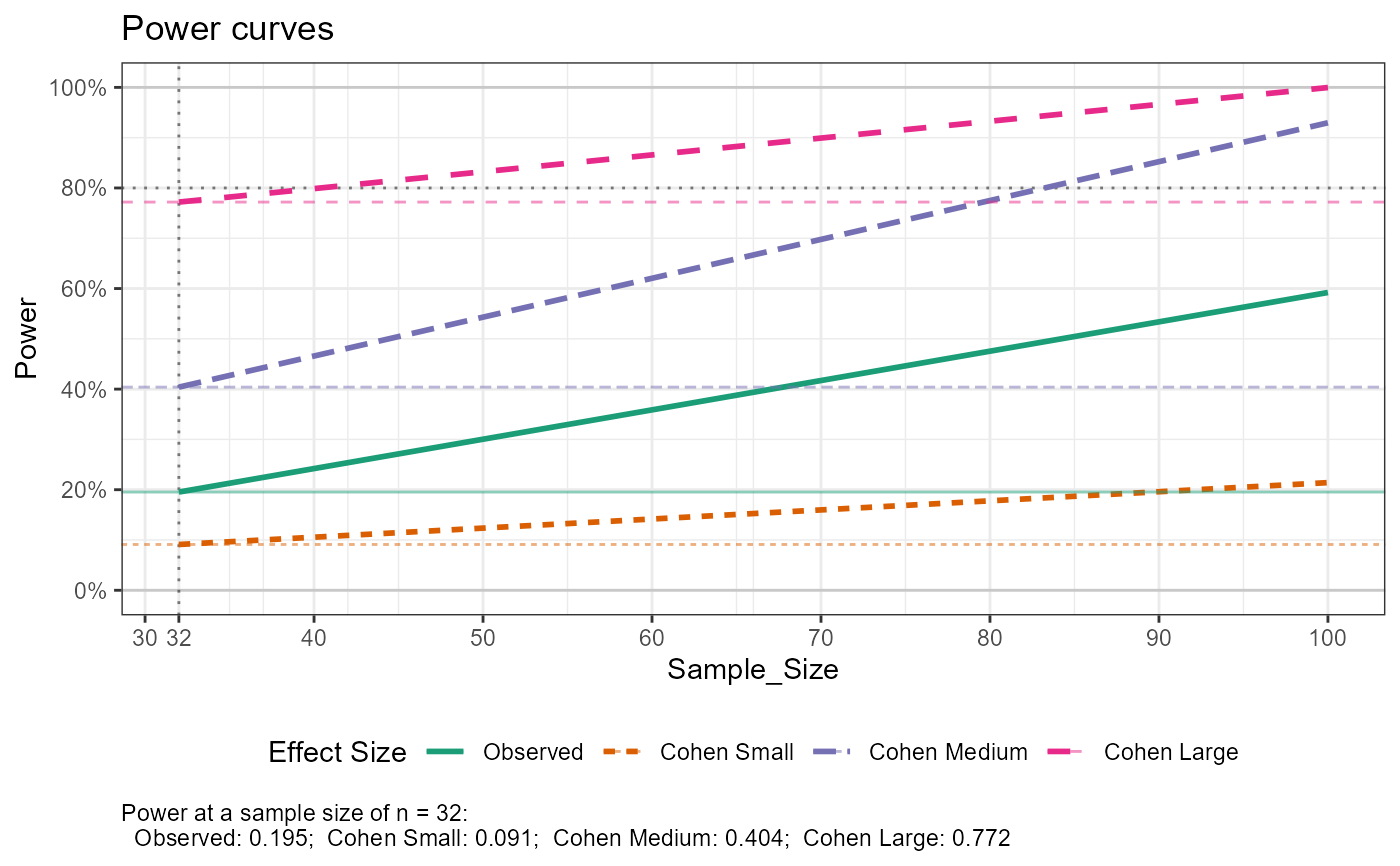 Power curves
100%
80%
60%
40%
20%
0%
Power
30 32 40 50 60 70 80 90 100
Sample_Size
Effect Size Observed Cohen Small Cohen Medium Cohen Large
Power at a sample size of n = 32:
Observed: 0.195;  Cohen Small: 0.091;  Cohen Medium: 0.404;  Cohen Large: 0.772